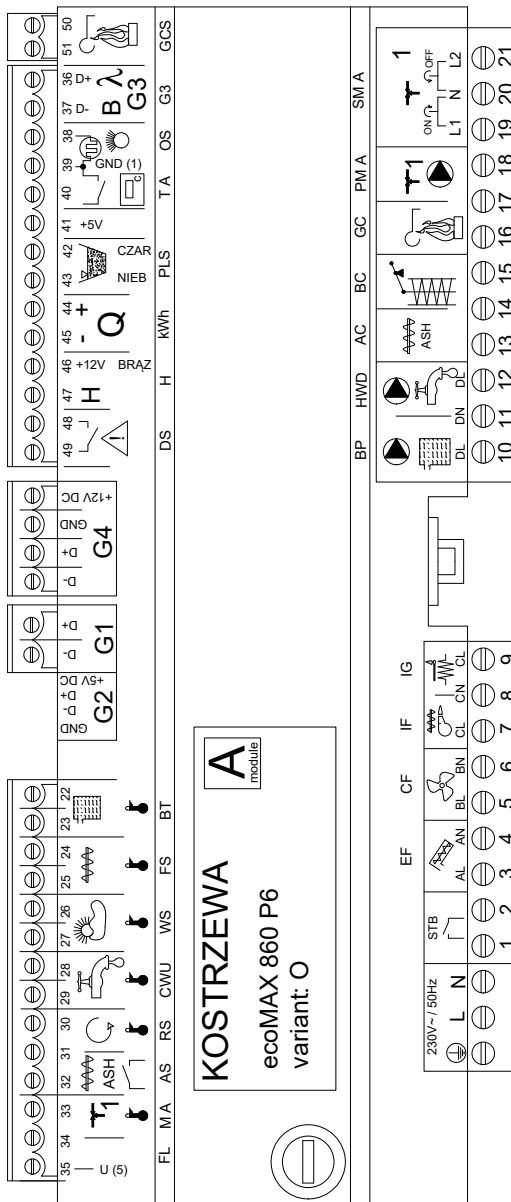 50 51 GCS
36 D+
37 D-
B λ G3
G3
38 39 40
GND (1)
C
OS
T A
41 +5V
42 CZAR
43 NIEB
PLS
44 +
45 -
Q
kWh
46 +12V BRĄZ
47 H
H
48 49
!
DS
+12V DC
GND
D+
D-
G4
D+
D-
G1
+5V DC
D+
D-
GND
G2
22 23 BT
24 25 FS
26 27 WS
28 29 CWU
30 RS
31 32 ASH AS
33 1 M A
34
35 U (5) FL
KOSTRZEWA
ecoMAX 860 P6
variant: O
A
module
SM A
1
ON OFF
L1 N L2
19 20 21
PM A
1
17 18
GC
16
BC
14 15
AC
ASH
13
HWD
DL
12
DN
11
BP
DL
10
IG
CL
9
CN
8
IF
CL
7
CF
BL BN
5 6
EF
AL AN
3 4
STB
1 2
230V~ / 50Hz
L N